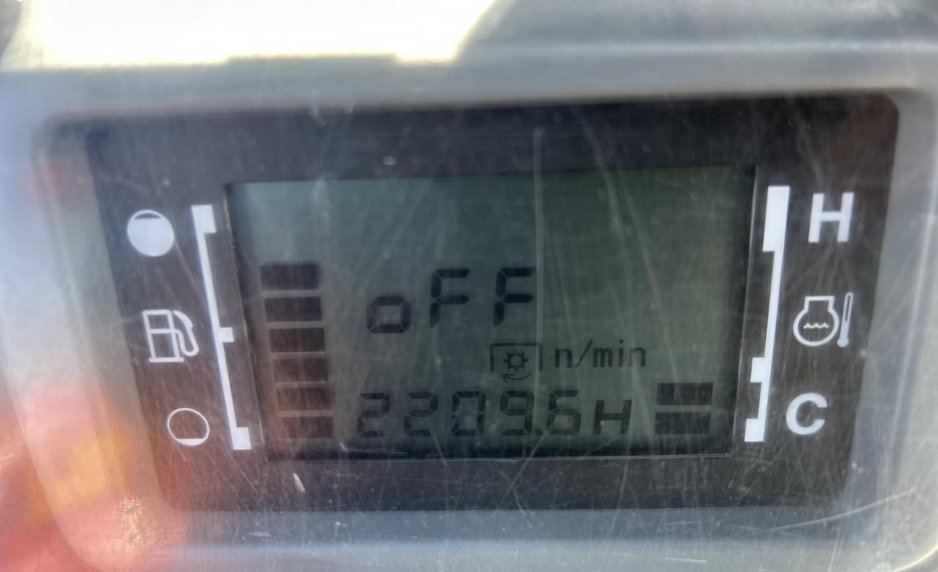 H
oFF
n/min
2209.6H
C